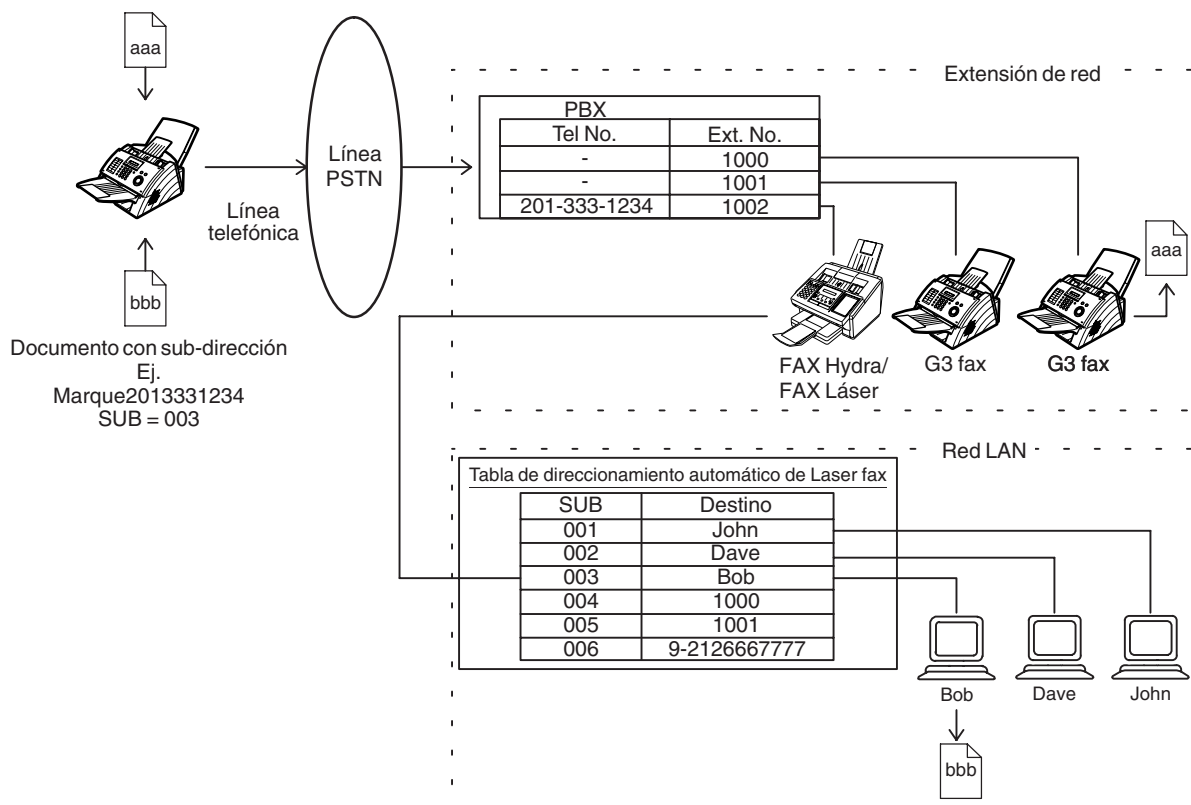 aaa
Extensión de red
PBX
Tel No. Ext. No.
- 1000
- 1001
201-333-1234 1002
Línea
PSTN
Línea
telefónica
aaa
bbb
Documento con sub-dirección
Ej.
Marque2013331234
SUB = 003
FAX Hydra/
FAX Láser
G3 fax
G3 fax
Red LAN
Tabla de direccionamiento automático de Laser fax
SUB Destino
001 John
002 Dave
003 Bob
004 1000
005 1001
006 9-2126667777
Bob
Dave
John
bbb